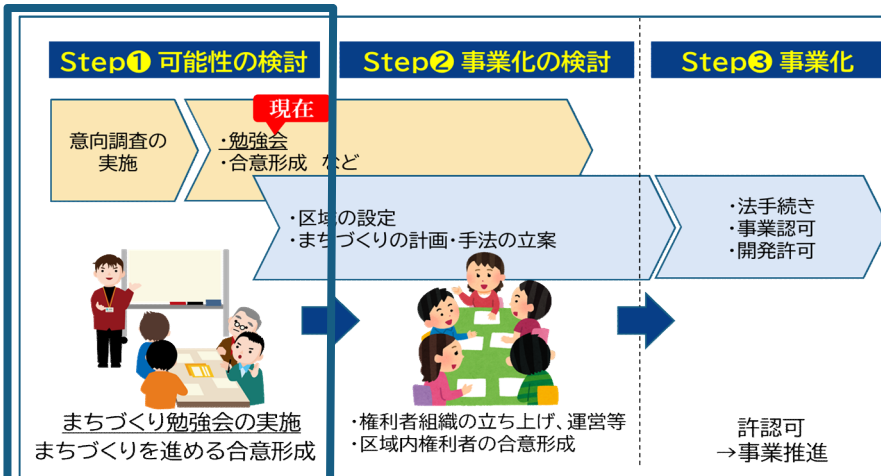 Step❶ 可能性の検討
Step❷ 事業化の検討
Step❸ 事業化
意向調査の
実施
現在
・勉強会
・合意形成 など
・区域の設定
・まちづくりの計画・手法の立案
・法手続き
・事業認可
・開発許可
まちづくり勉強会の実施
まちづくりを進める合意形成
・権利者組織の立ち上げ、運営等
・区域内権利者の合意形成
許認可
→事業推進